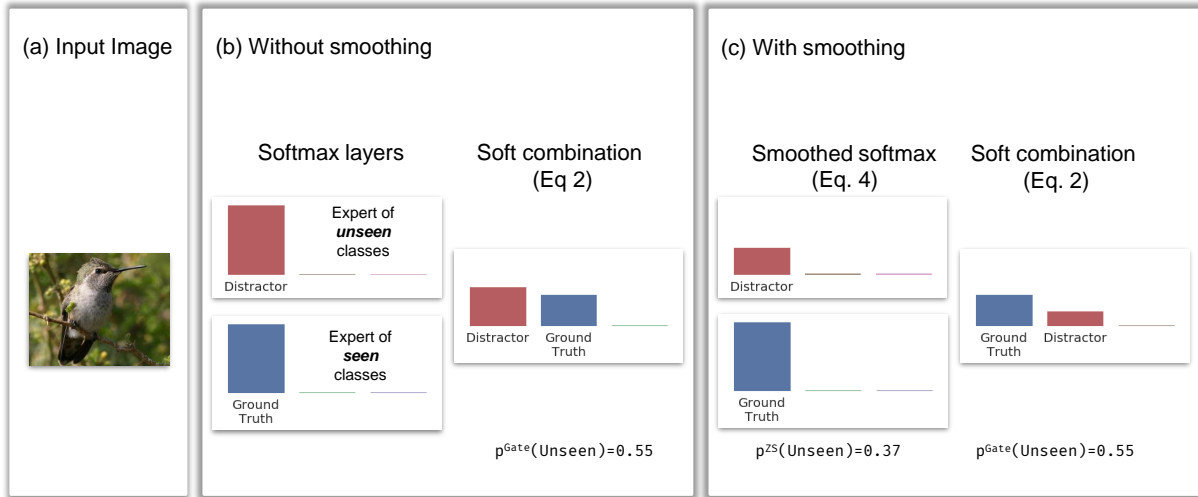 (a) Input Image
(b) Without smoothing
Softmax layers
Expert of
unseen
classes
Distractor
Expert of
seen
classes
Ground
Truth
Soft combination
(Eq 2)
Distractor
Ground
Truth
pGate(Unseen)=0.55
(c) With smoothing
Smoothed softmax
(Eq. 4)
Distractor
Ground
Truth
pZS(Unseen)=0.37
Soft combination
(Eq. 2)
Ground
Truth
Distractor
pGate(Unseen)=0.55